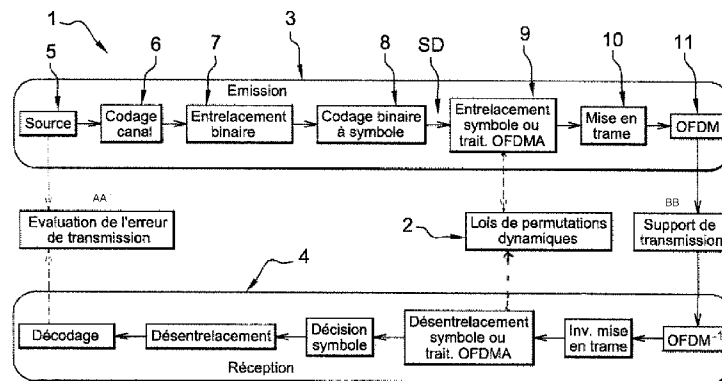 1
5
6
7
3
8
SD
9
10
11
Emission
Source
Codage
canal
Entrelacement
binaire
Codage binaire
à symbole
Entrelacement
symbole ou
trait. OFDMA
Mise en
trame
OFDM
AA
Evaluation de l'erreur
de transmission
2
Lois de permutations
dynamiques
BB
Support de
transmission
4
Décodage
Désentrelacement
Décision
symbole
Désentrelacement
symbole ou
trait. OFDMA
Inv. mise
en trame
OFDM-1
Réception